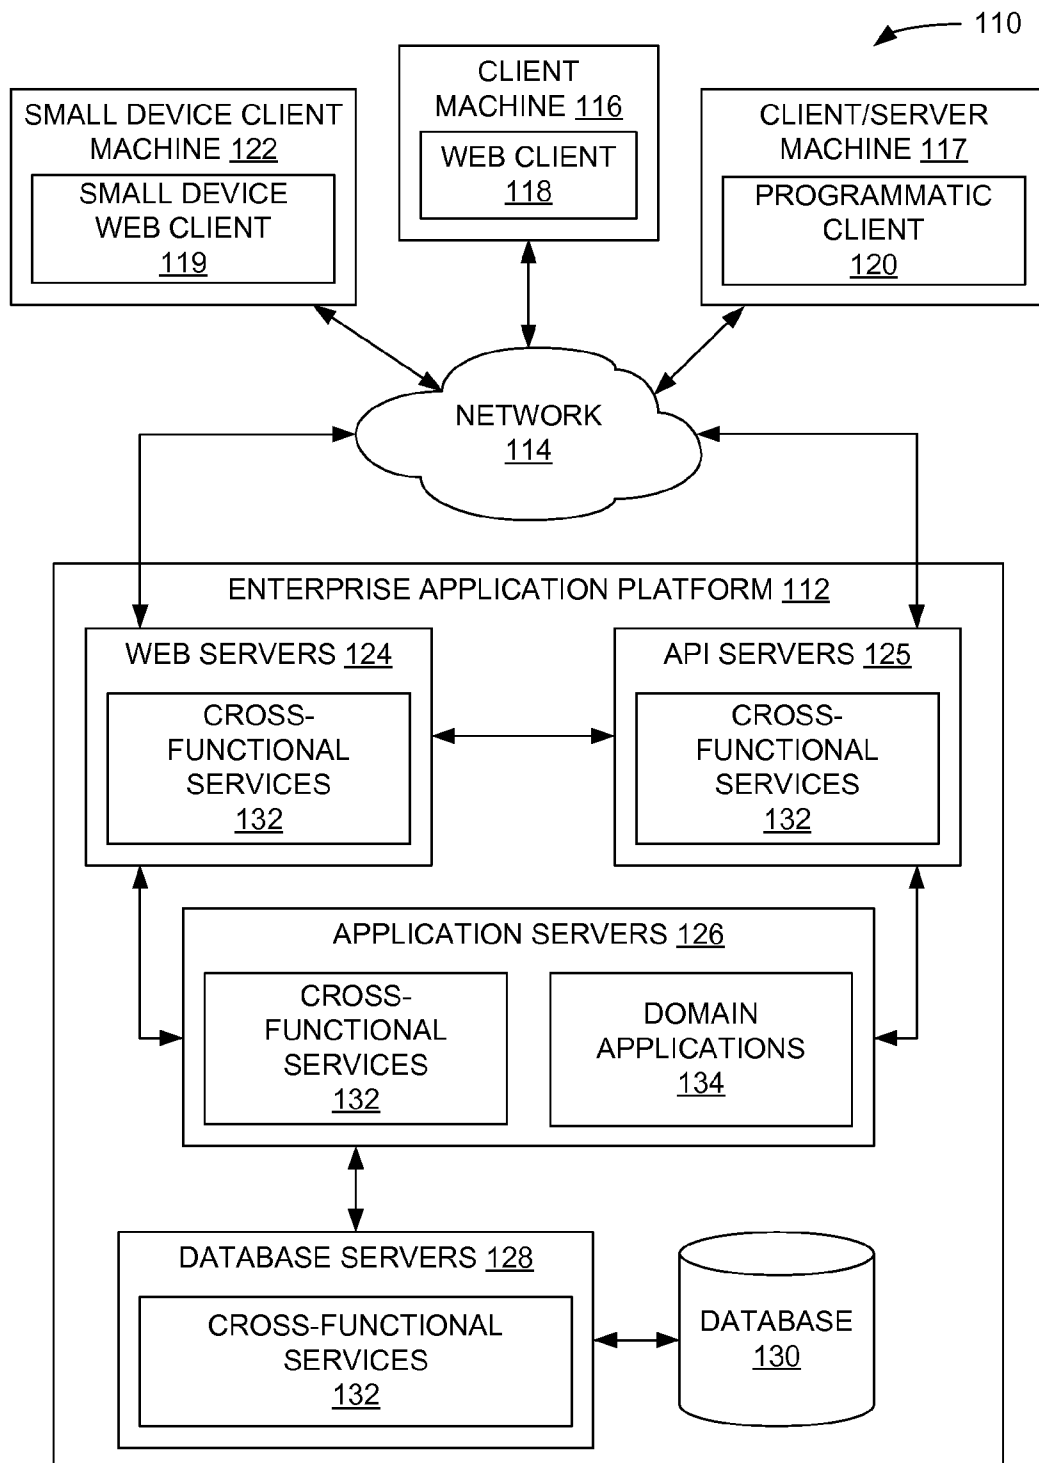 110
CLIENT
MACHINE 116
WEB CLIENT
118
SMALL DEVICE CLIENT
MACHINE 122
SMALL DEVICE
WEB CLIENT
119
CLIENT/SERVER
MACHINE 117
PROGRAMMATIC
CLIENT
120
NETWORK
114
ENTERPRISE APPLICATION PLATFORM 112
WEB SERVERS 124
CROSS-
FUNCTIONAL
SERVICES
132
API SERVERS 125
CROSS-
FUNCTIONAL
SERVICES
132
APPLICATION SERVERS 126
CROSS-
FUNCTIONAL
SERVICES
132
DOMAIN
APPLICATIONS
134
DATABASE SERVERS 128
CROSS-FUNCTIONAL
SERVICES
132
DATABASE
130